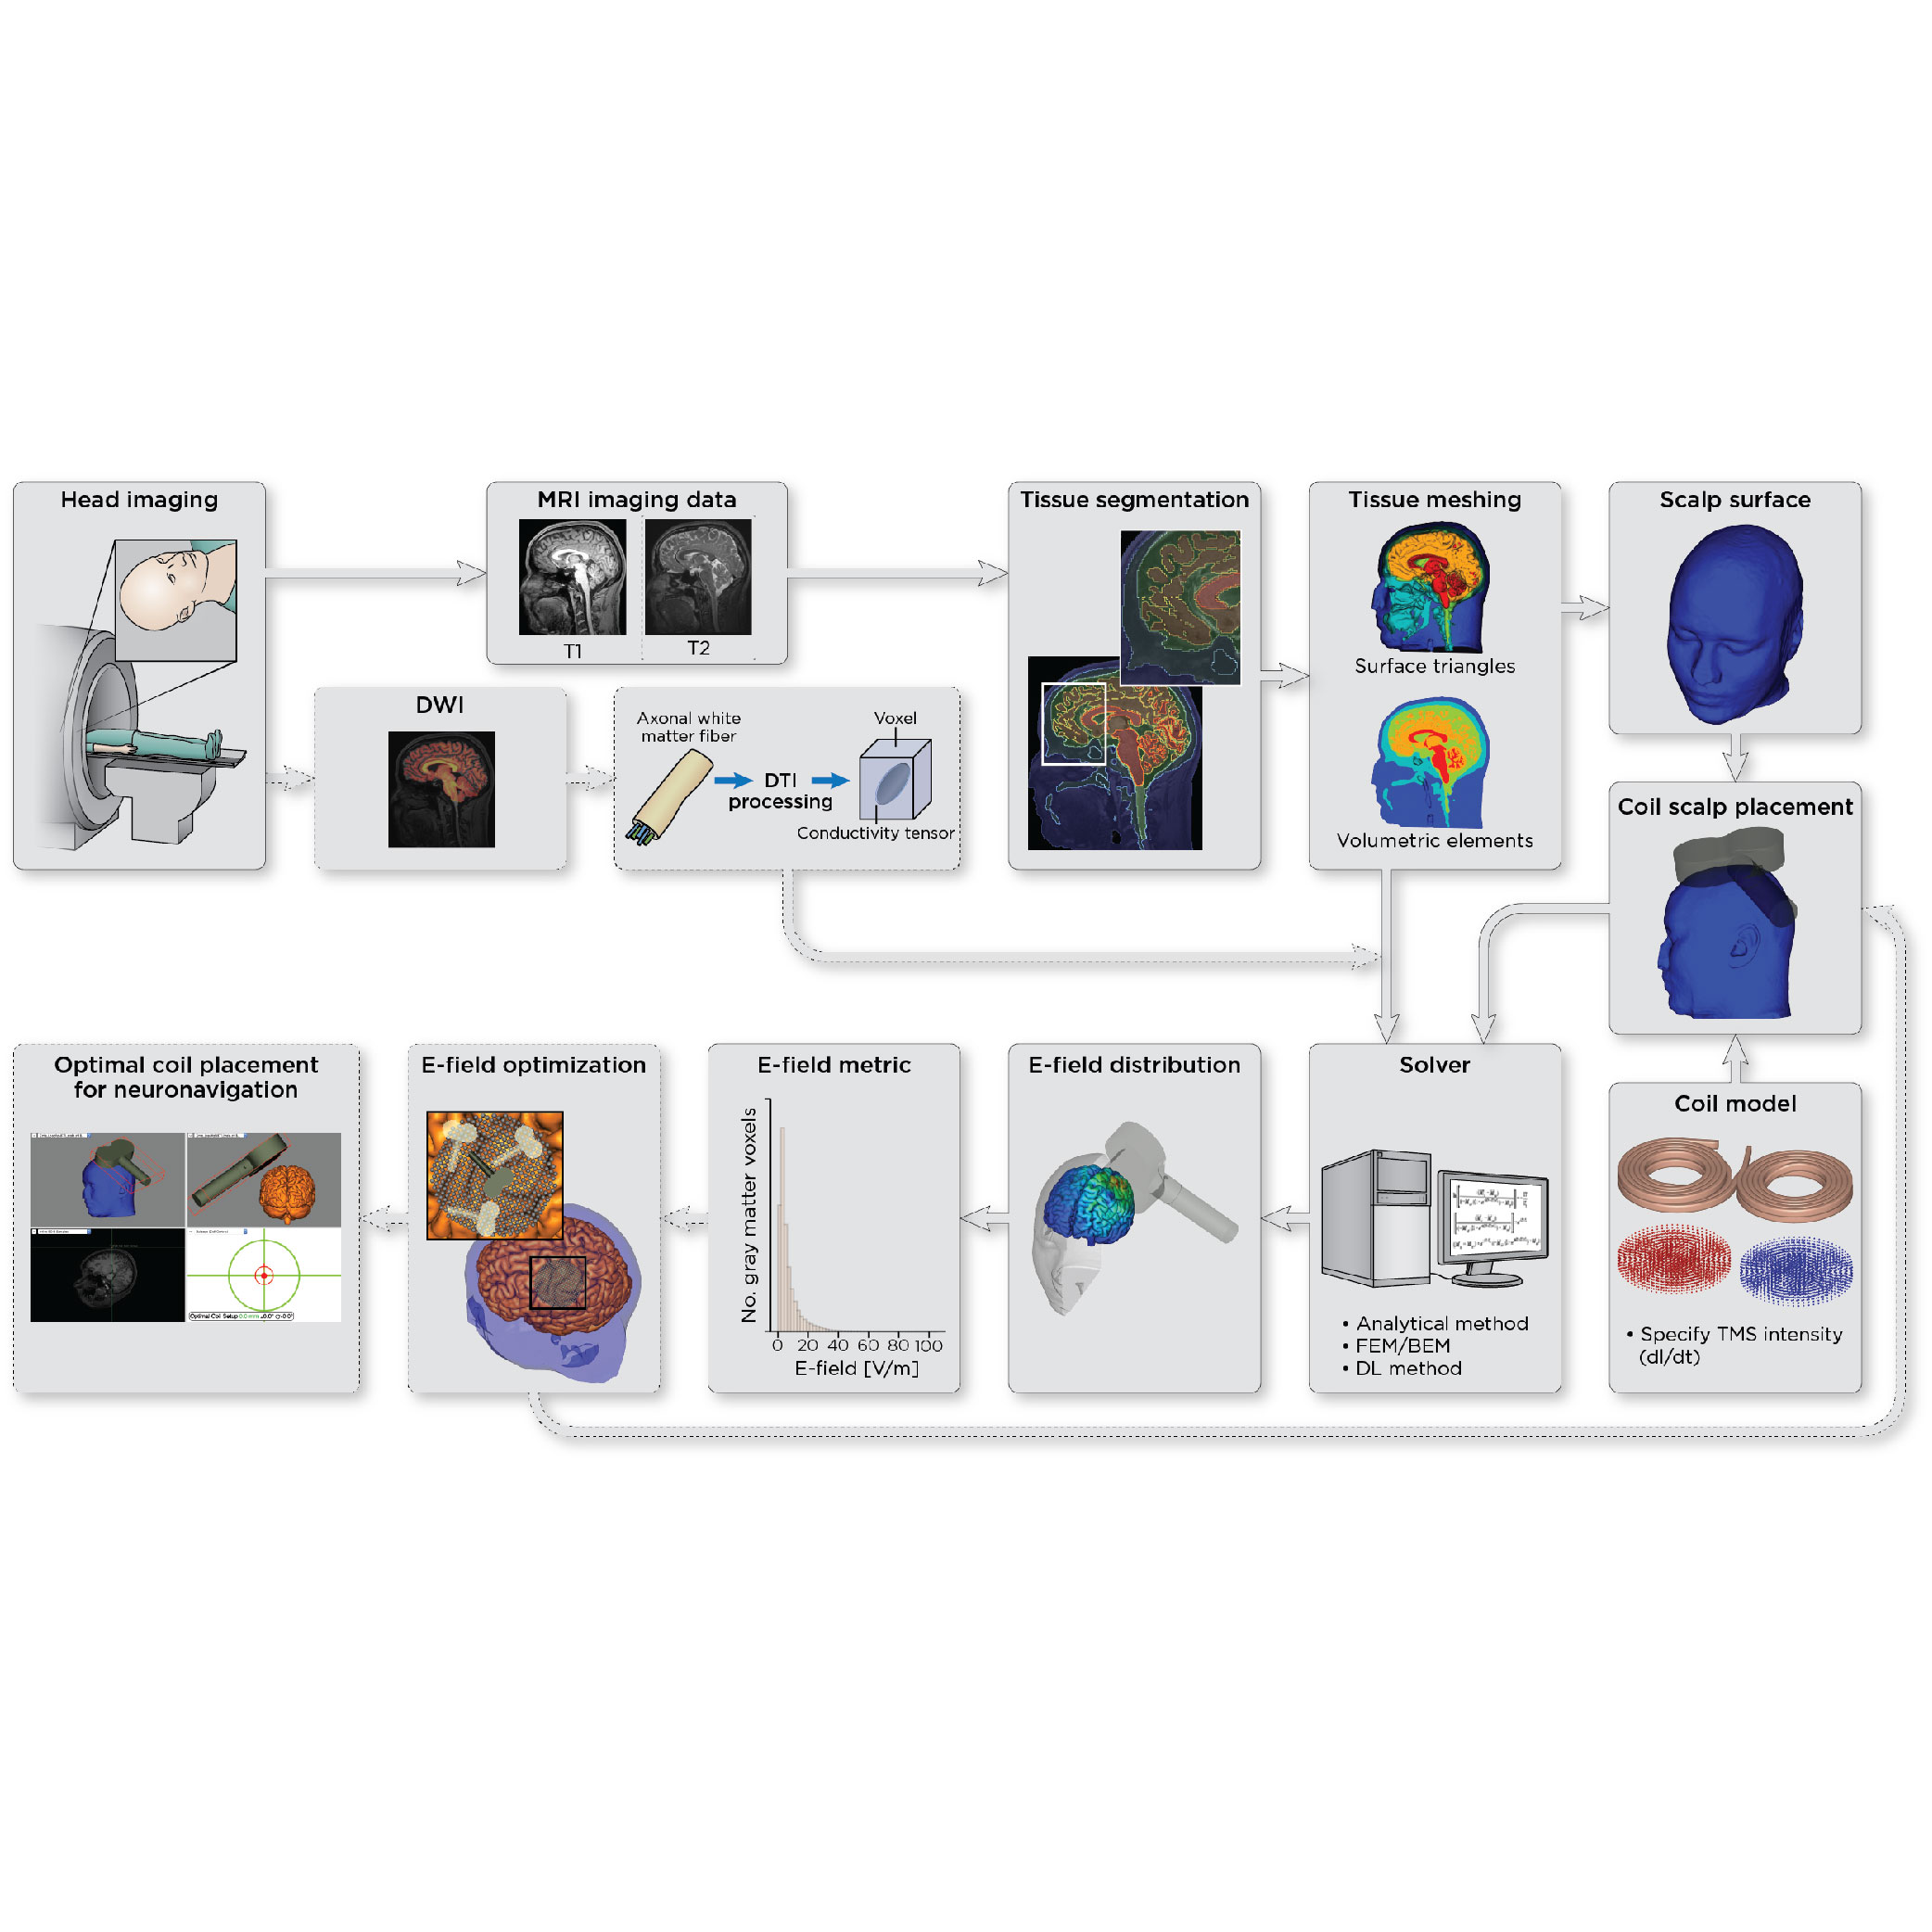 Head imaging
MRI imaging data
T1
T2
DWI
Axonal white
matter fiber
DTI
processing
Voxel
Conductivity tensor
Tissue segmentation
Tissue meshing
Surface triangles
Volumetric elements
Scalp surface
Coil scalp placement
Coil model
• Specify TMS intensity
(dI/dt)
Solver
• Analytical method
• FEM/BEM
• DL method
E-field distribution
E-field metric
No. gray matter voxels
0 20 40 60 80 100
E-field [V/m]
E-field optimization
Optimal coil placement
for neuronavigation
Optimal Coil Setup